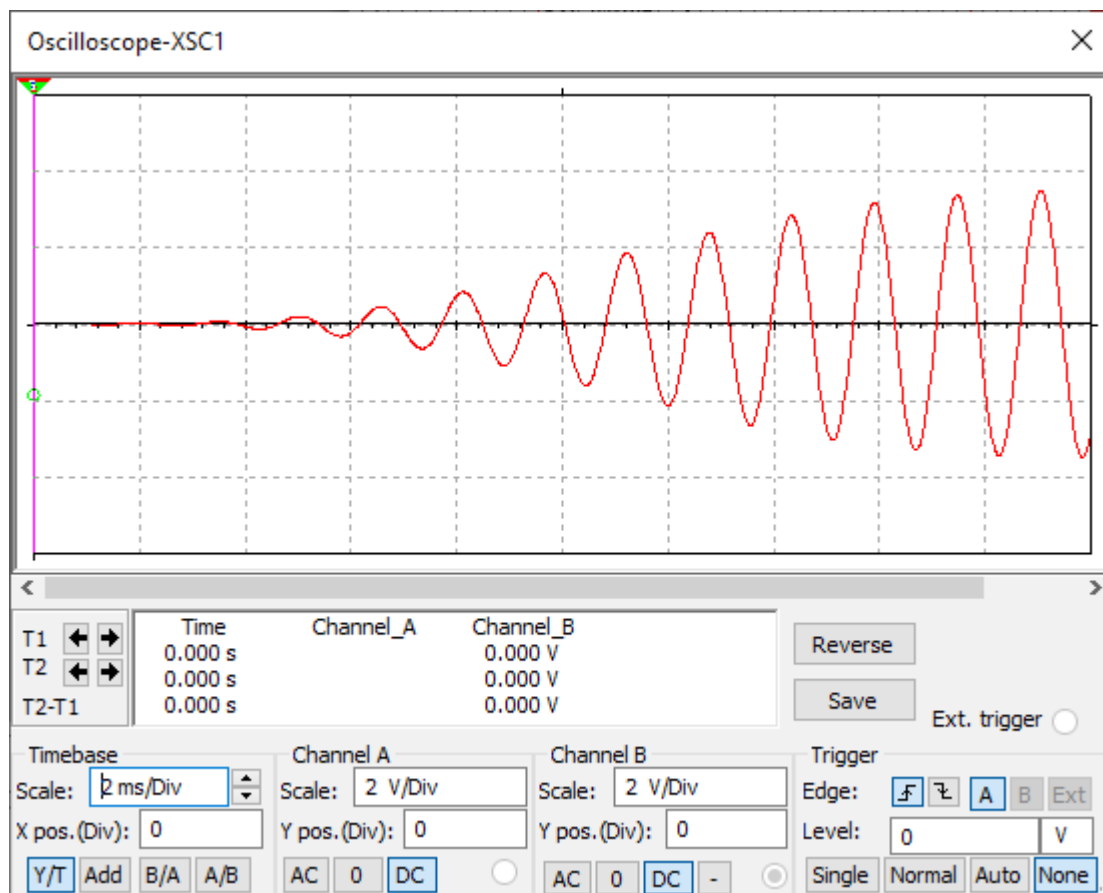 Oscilloscope-XSC1
Time Channel_A Channel_B
T1 0.000 s 0.000 V
T2 0.000 s 0.000 V
T2-T1 0.000 s 0.000 V
Reverse
Save
Ext. trigger
Timebase
Scale: 2 ms/Div
X pos.(Div): 0
Y/T Add B/A A/B
Channel A
Scale: 2 V/Div
Y pos.(Div): 0
AC 0 DC
Channel B
Scale: 2 V/Div
Y pos.(Div): 0
AC 0 DC -
Trigger
Edge: A B Ext
Level: 0 V
Single Normal Auto None